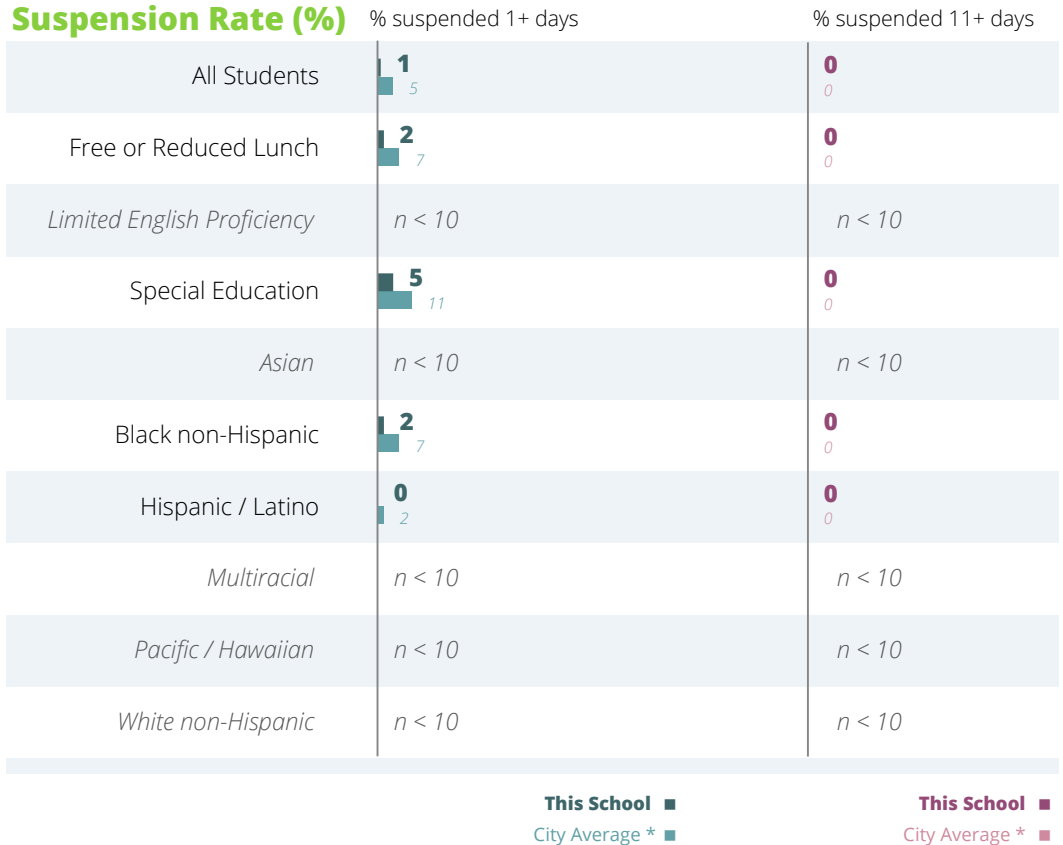 Suspension Rate (%) % suspended 1+ days % suspended 11+ days
All Students 1 0
5 0
Free or Reduced Lunch 2 0
7 0
Limited English Proficiency n < 10 n < 10
Special Education 5 0
11 0
Asian n < 10 n < 10
Black non-Hispanic 2 0
7 0
Hispanic / Latino 0 0
2 0
Multiracial n < 10 n < 10
Pacific / Hawaiian n < 10 n < 10
White non-Hispanic n < 10 n < 10
This School This School
City Average * City Average *